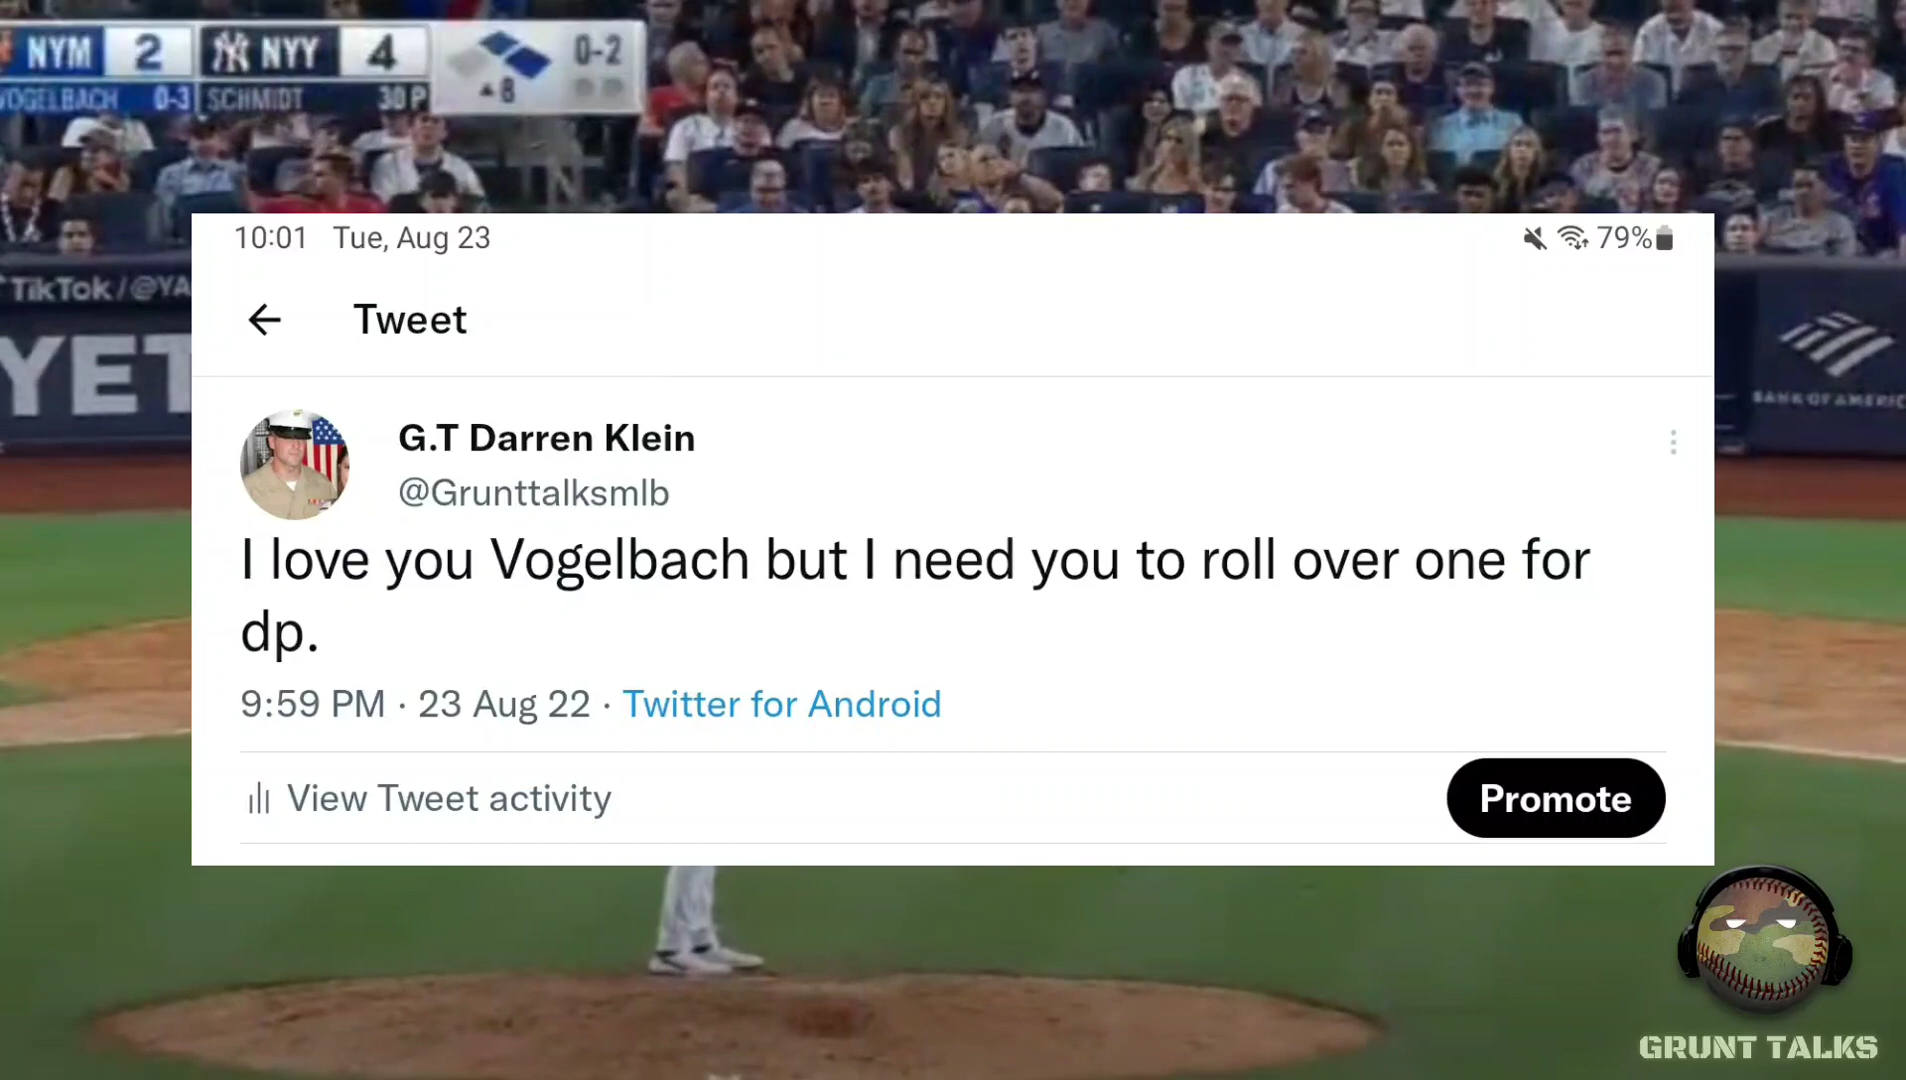 NYM 2 NYY 4 0-2
VOGELBACH 0-3 SCHMIDT 30 P 8
TikTok/@YA
YET
BANK OF AMERIC
10:01 Tue, Aug 23 79%
Tweet
G.T Darren Klein
@Grunttalksmlb
I love you Vogelbach but I need you to roll over one for
dp.
9:59 PM · 23 Aug 22 · Twitter for Android
View Tweet activity
Promote
GRUNT TALKS